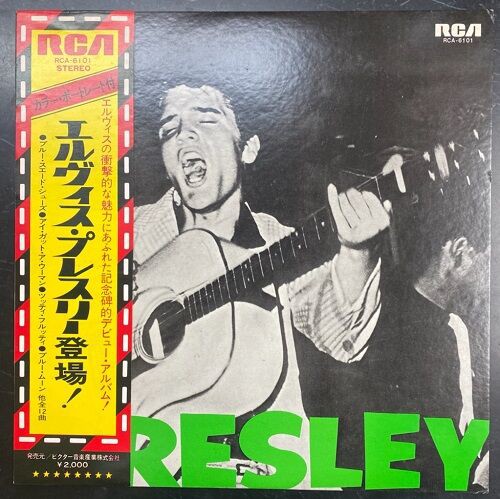 RCA
RCA-6101
STEREO
カラー・ポートレート付
エルヴィスの衝撃的な魅力にあふれた記念碑的デビュー・アルバム!
エルヴィス・プレスリー登場!
●ブルー・スエード・シューズ●アイ・ガット・ア・ウーマン●ツッティ・フルッティ●ブルー・ムーン 他全12曲
発売元/ビクター音楽産業株式会社
¥2,000
RCA
RCA-6101
RESLEY